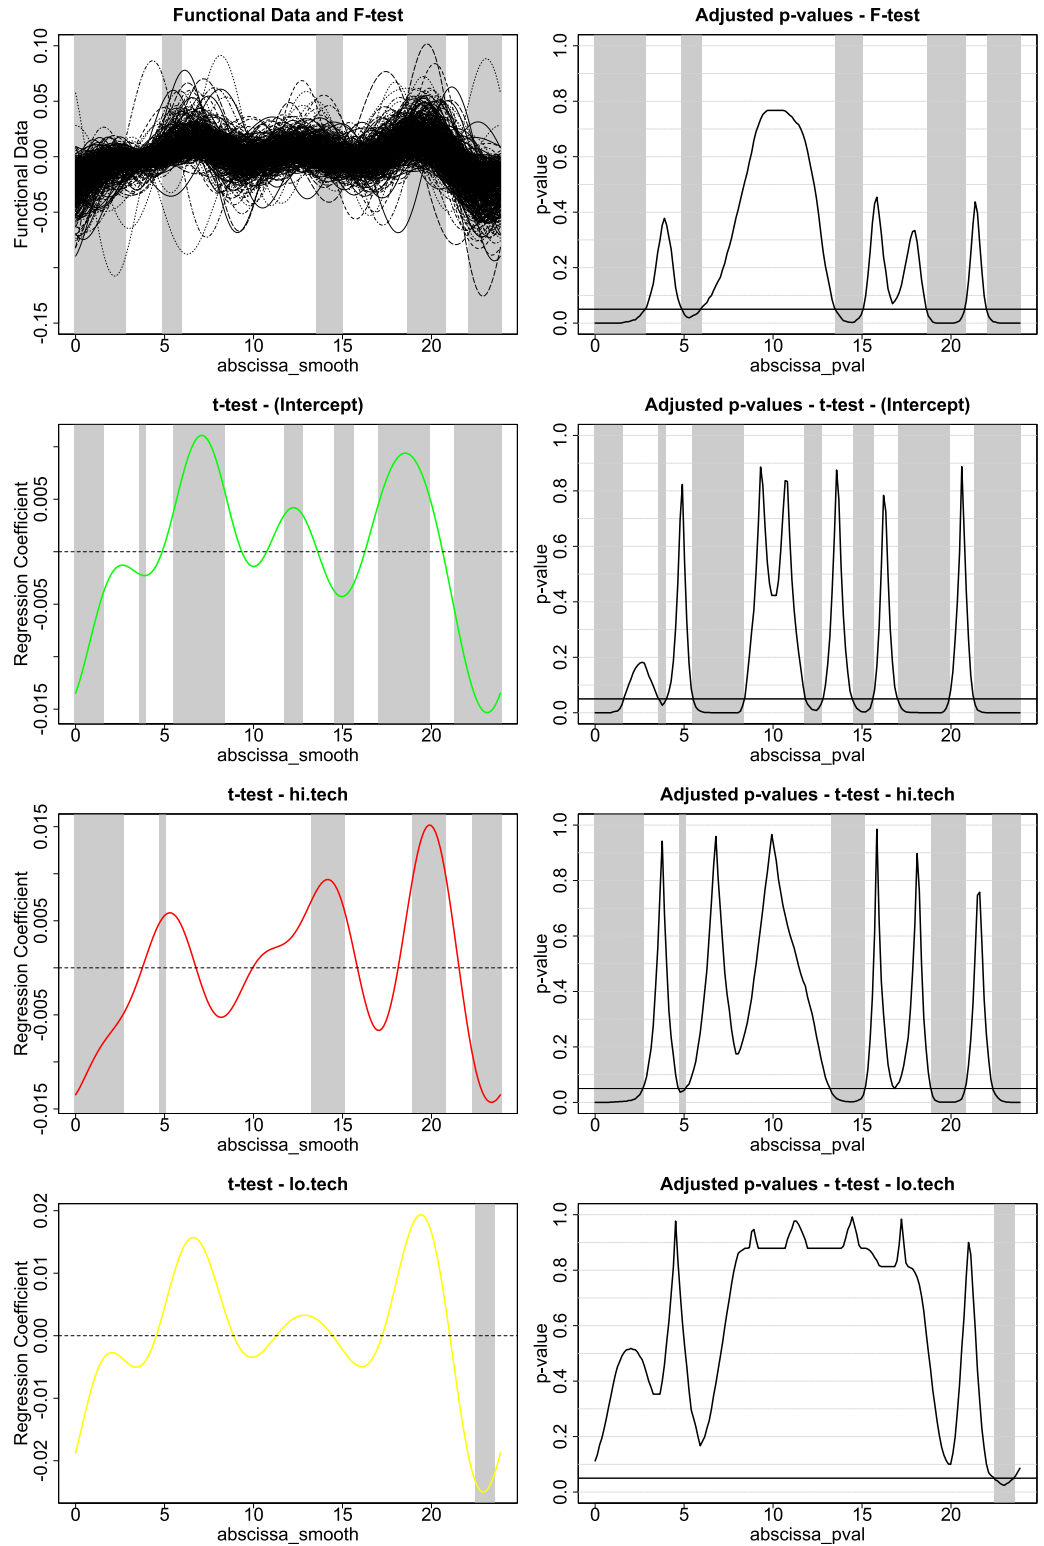 Functional Data and F-test
Functional Data
0.10
0.05
0.00
-0.05
-0.15
0 5 10 15 20
abscissa_smooth
Adjusted p-values - F-test
p-value
1.0
0.8
0.6
0.4
0.2
0.0
0 5 10 15 20
abscissa_pval
t-test - (Intercept)
Regression Coefficient
0.005
-0.005
-0.015
0 5 10 15 20
abscissa_smooth
Adjusted p-values - t-test - (Intercept)
p-value
1.0
0.8
0.6
0.4
0.2
0.0
0 5 10 15 20
abscissa_pval
t-test - hi.tech
Regression Coefficient
0.015
0.005
-0.005
-0.015
0 5 10 15 20
abscissa_smooth
Adjusted p-values - t-test - hi.tech
p-value
1.0
0.8
0.6
0.4
0.2
0.0
0 5 10 15 20
abscissa_pval
t-test - lo.tech
Regression Coefficient
0.02
0.01
0.00
-0.01
-0.02
0 5 10 15 20
abscissa_smooth
Adjusted p-values - t-test - lo.tech
p-value
1.0
0.8
0.6
0.4
0.2
0.0
0 5 10 15 20
abscissa_pval